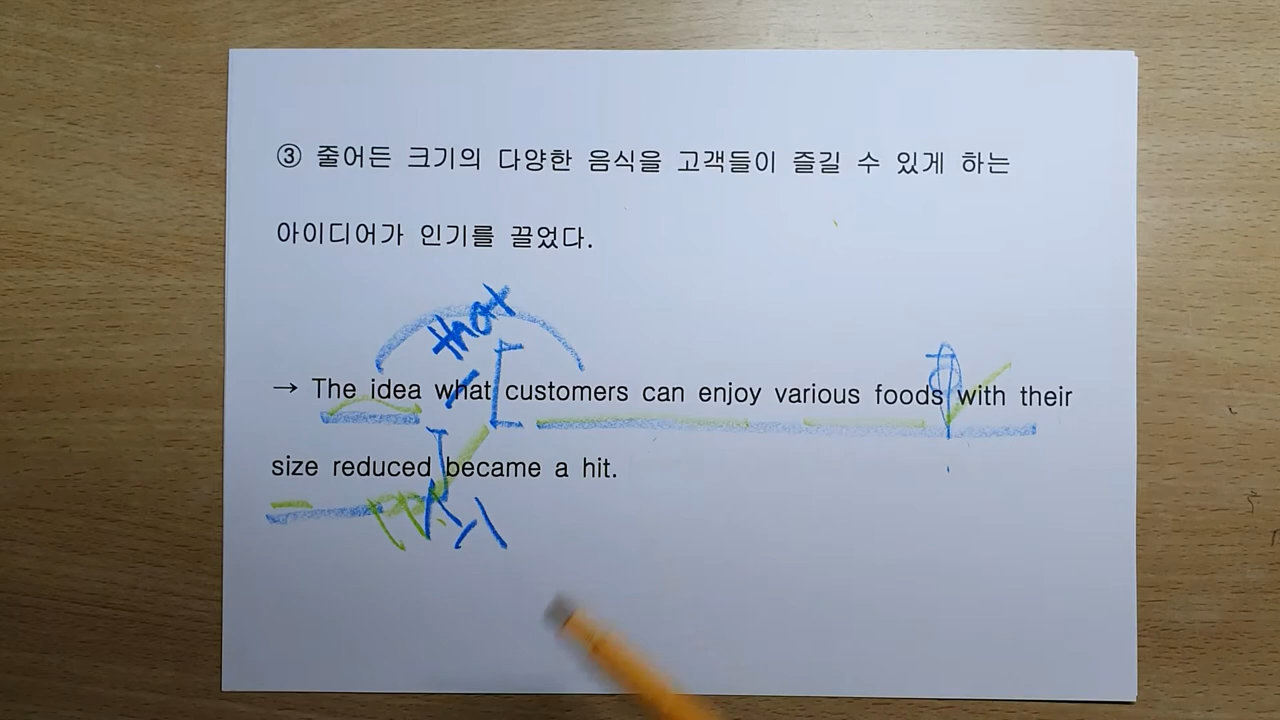 ③ 줄어든 크기의 다양한 음식을 고객들이 즐길 수 있게 하는
아이디어가 인기를 끌었다.
that
→ The idea what customers can enjoy various foods with their
size reduced became a hit.